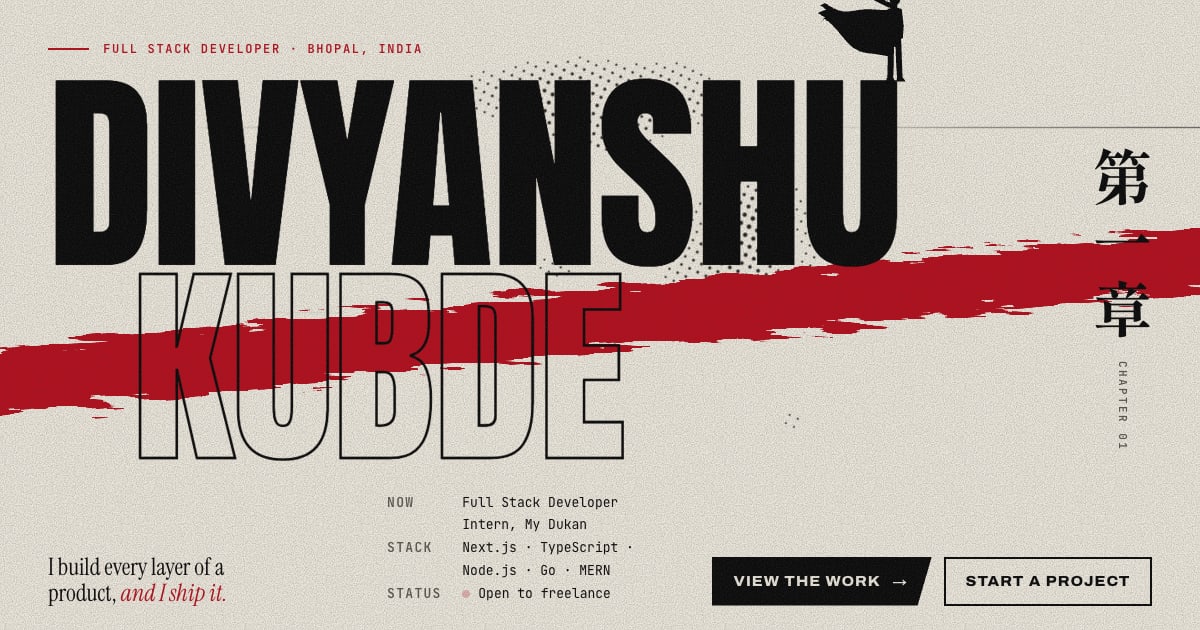 FULL STACK DEVELOPER · BHOPAL, INDIA
DIVYANSHU
KUBDE
第一章
CHAPTER 01
NOW Full Stack Developer
Intern, My Dukan
STACK Next.js · TypeScript ·
Node.js · Go · MERN
STATUS Open to freelance
I build every layer of a
product, and I ship it.
VIEW THE WORK →
START A PROJECT